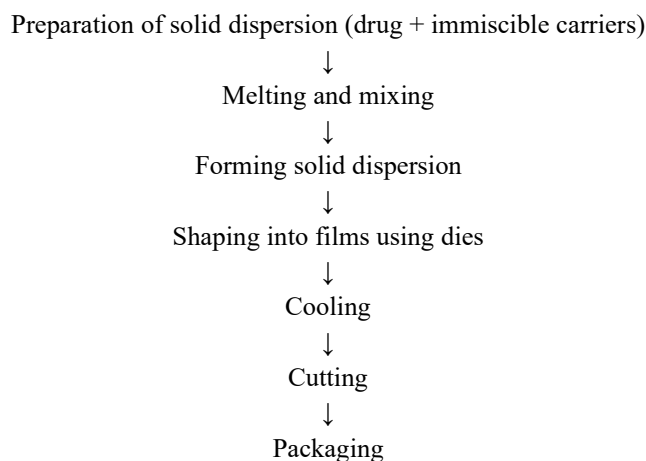 Preparation of solid dispersion (drug + immiscible carriers)
↓
Melting and mixing
↓
Forming solid dispersion
↓
Shaping into films using dies
↓
Cooling
↓
Cutting
↓
Packaging